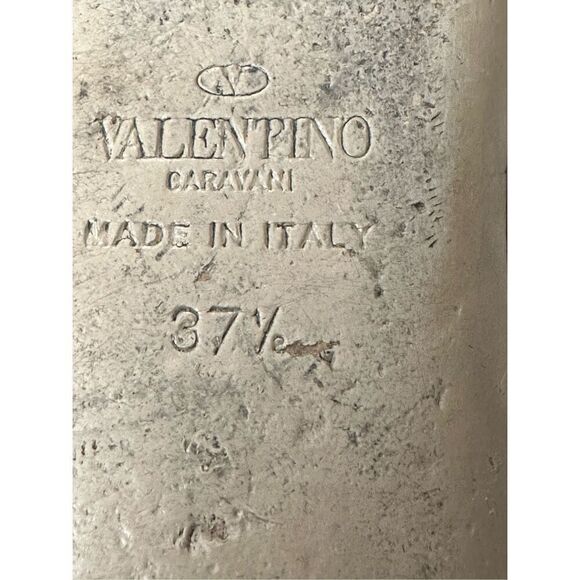 V
VALENTINO
GARAVANI
MADE IN ITALY
37½